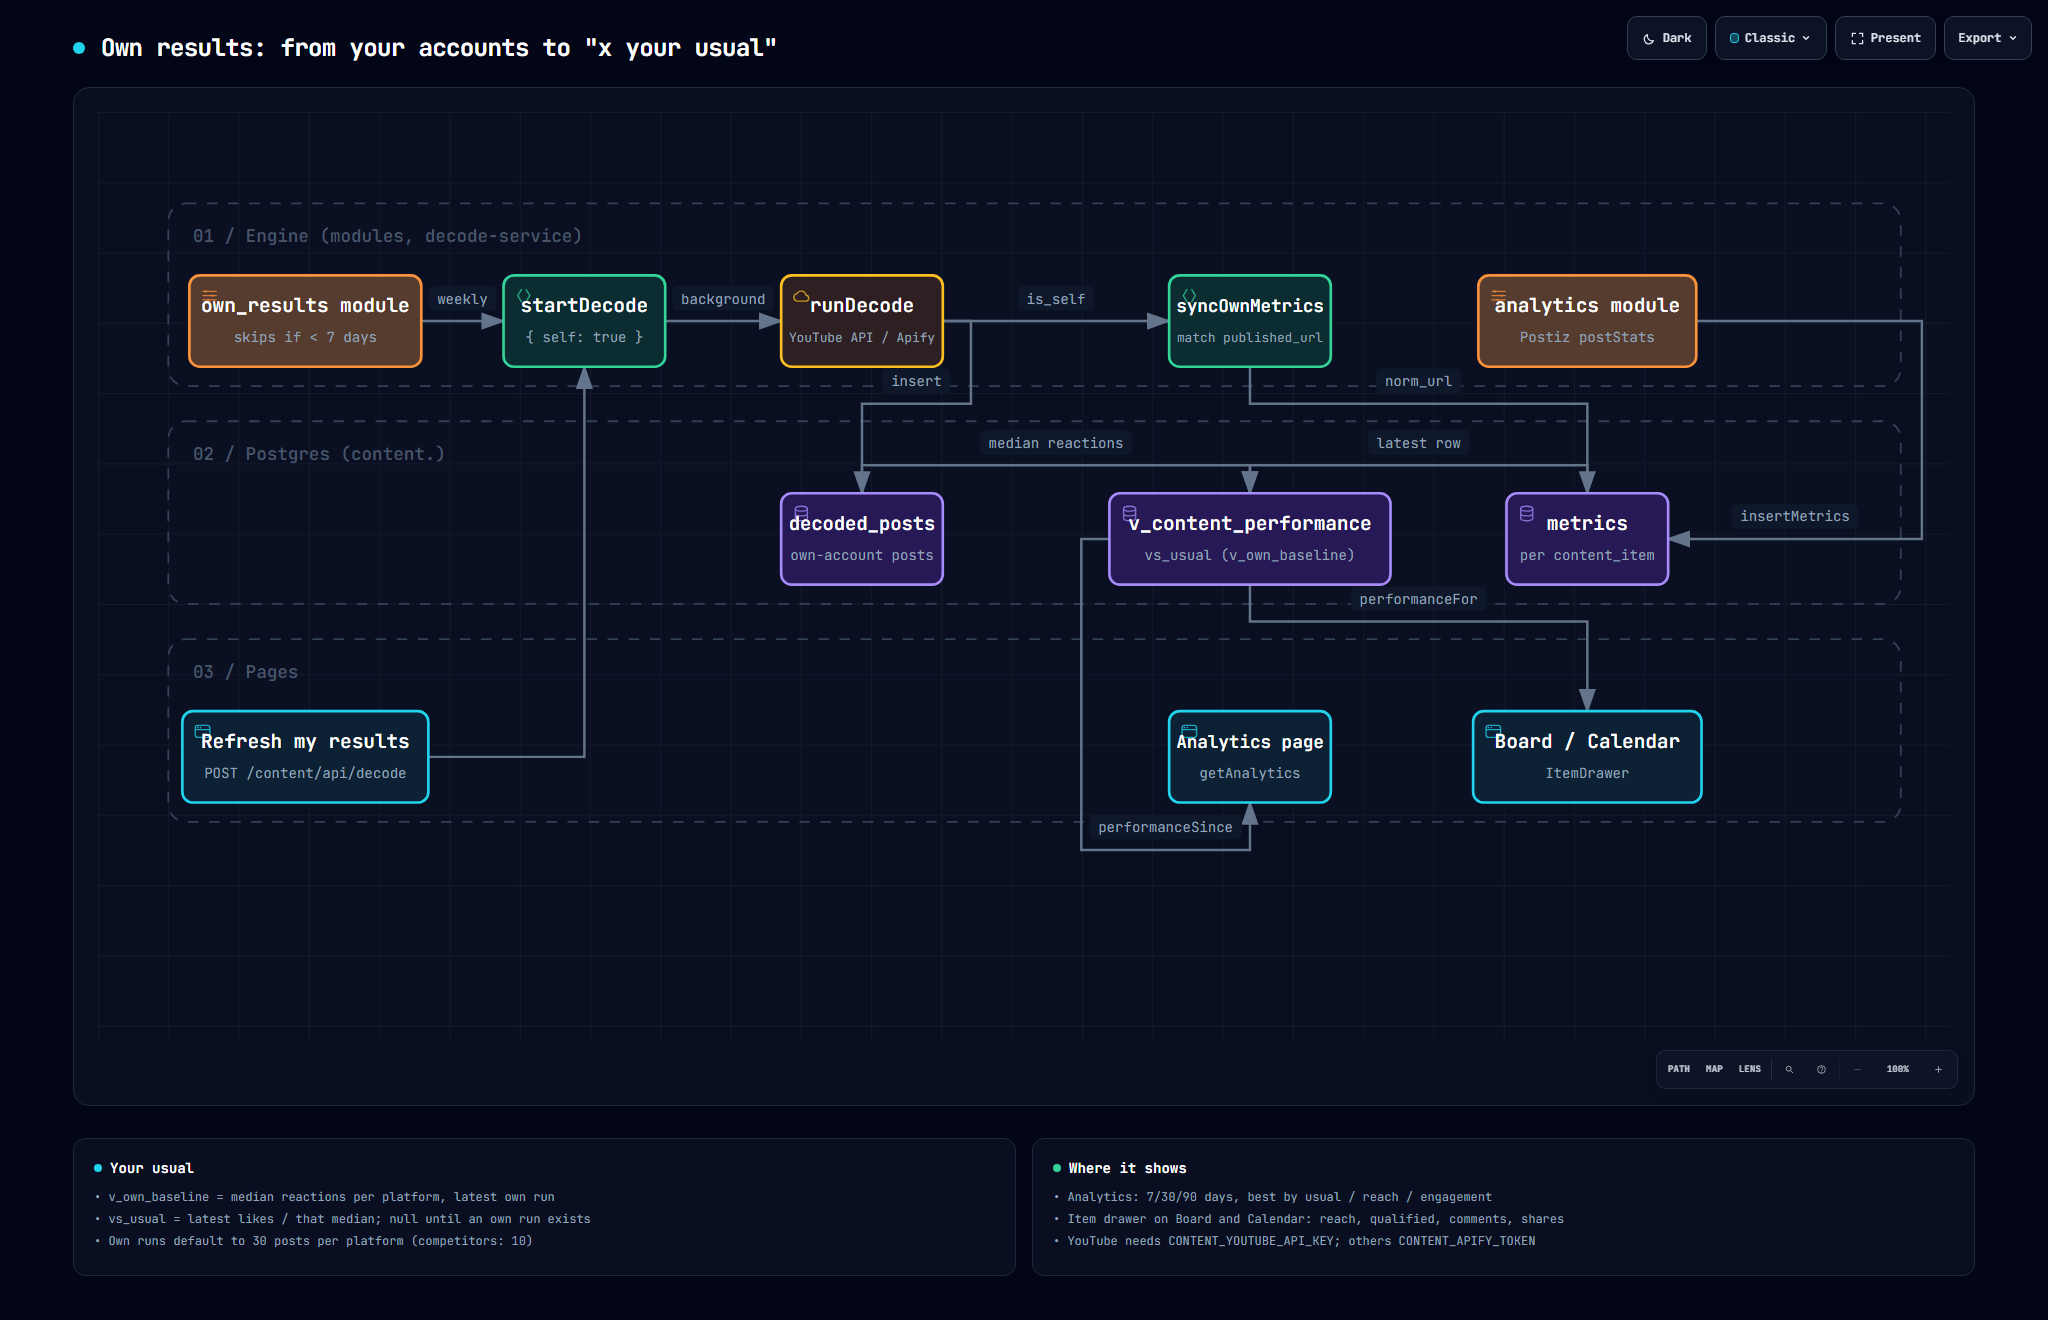 Own results: from your accounts to "x your usual"
Dark
Classic
Present
Export
01 / Engine (modules, decode-service)
own_results module
skips if < 7 days
weekly
startDecode
{ self: true }
background
runDecode
YouTube API / Apify
is_self
syncOwnMetrics
match published_url
analytics module
Postiz postStats
insert
norm_url
02 / Postgres (content.)
median reactions
latest row
decoded_posts
own-account posts
v_content_performance
vs_usual (v_own_baseline)
metrics
per content_item
insertMetrics
performanceFor
03 / Pages
Refresh my results
POST /content/api/decode
Analytics page
getAnalytics
Board / Calendar
ItemDrawer
performanceSince
PATH
MAP
LENS
100%
Your usual
• v_own_baseline = median reactions per platform, latest own run
• vs_usual = latest likes / that median; null until an own run exists
• Own runs default to 30 posts per platform (competitors: 10)
Where it shows
• Analytics: 7/30/90 days, best by usual / reach / engagement
• Item drawer on Board and Calendar: reach, qualified, comments, shares
• YouTube needs CONTENT_YOUTUBE_API_KEY; others CONTENT_APIFY_TOKEN